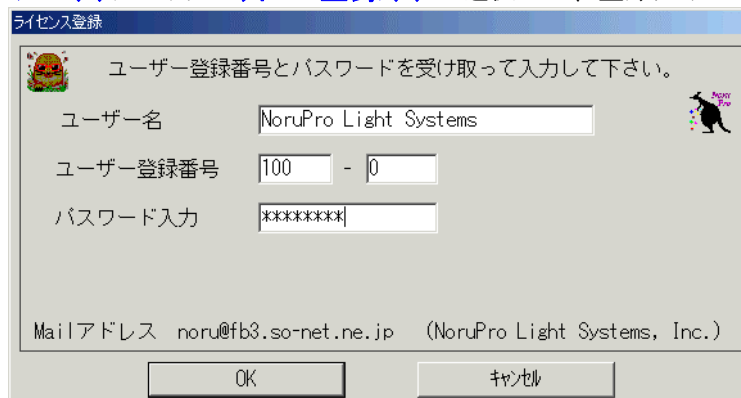 ライセンス登録
ユーザー登録番号とパスワードを受け取って入力して下さい。
Noru
Pro
ユーザー名 NoruPro Light Systems
ユーザー登録番号 100 - 0
パスワード入力 ********
Mailアドレス noru@fb3.so-net.ne.jp (NoruPro Light Systems, Inc.)
OK キャンセル